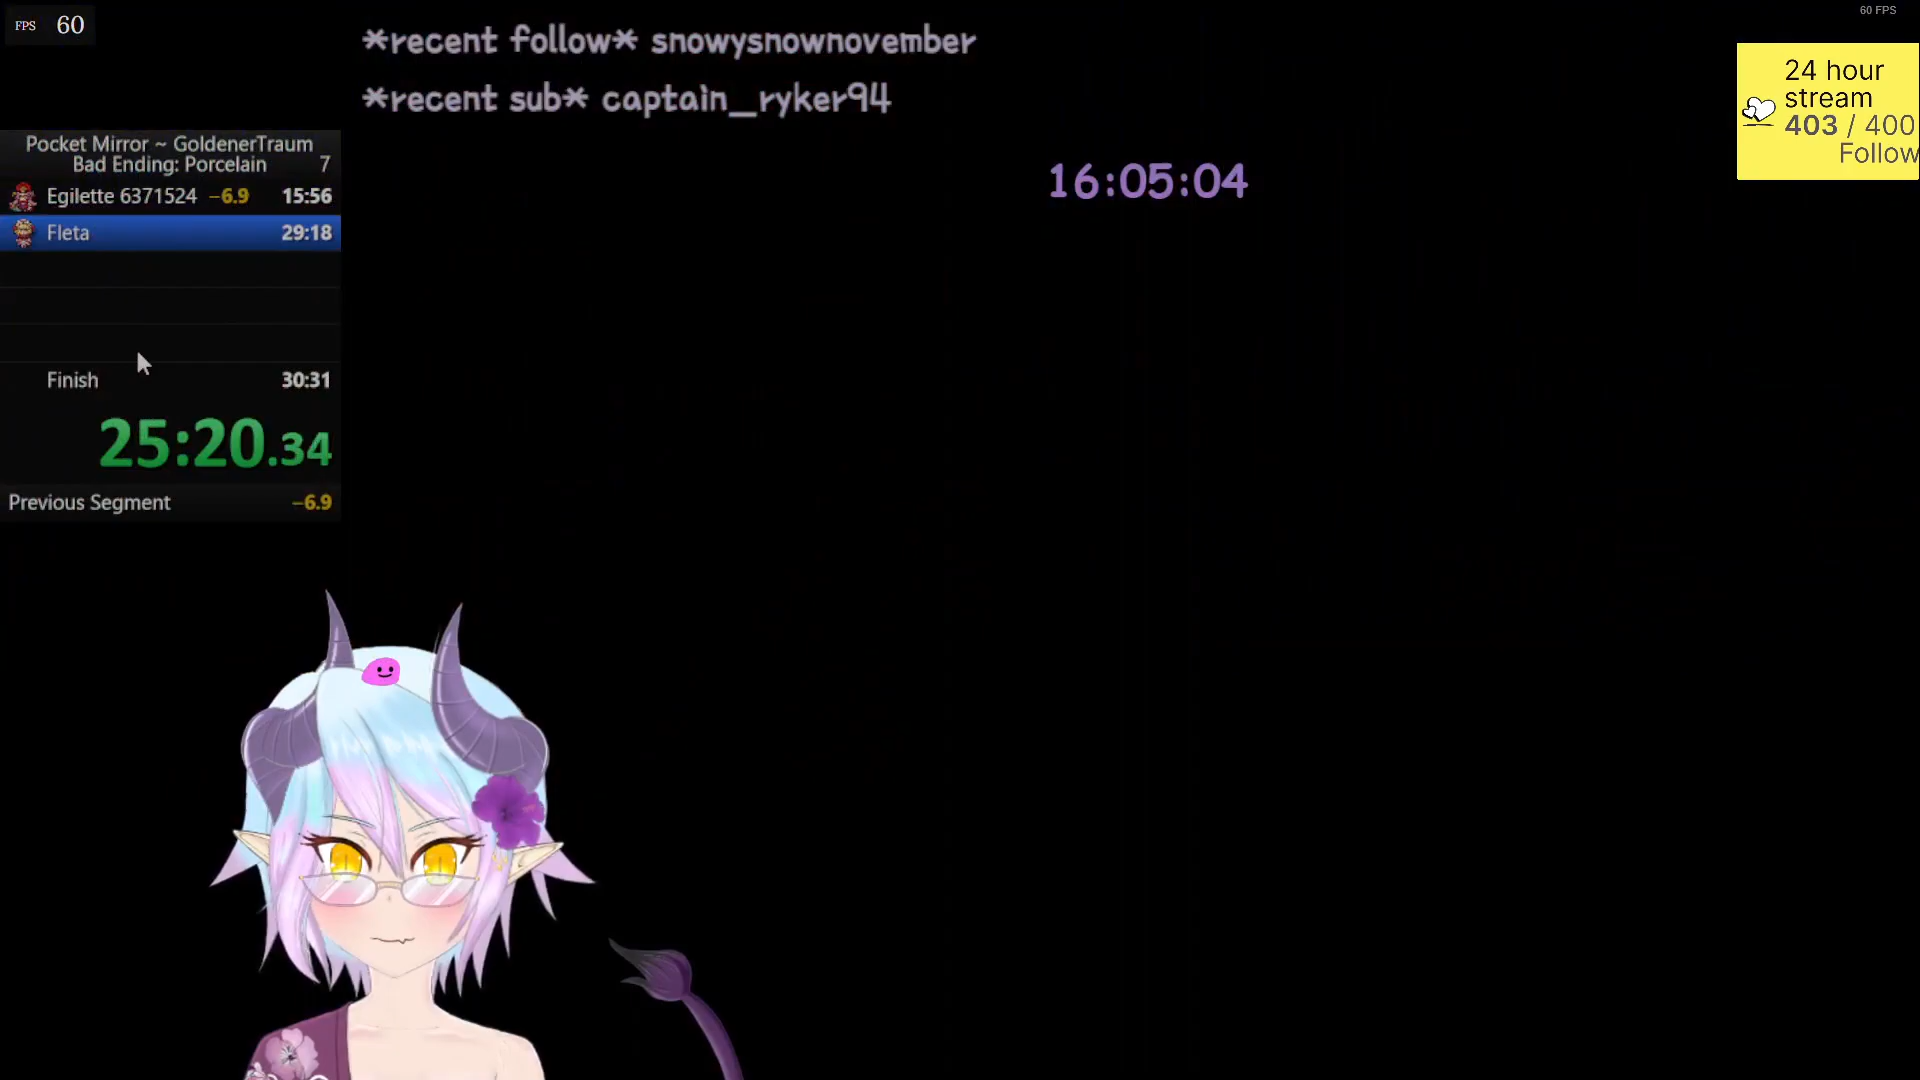 FPS 60
60 FPS
*recent follow* snowysnownovember
*recent sub* captain_ryker94
24 hour
stream
403 / 400
Follow
Pocket Mirror ~ GoldenerTraum
Bad Ending: Porcelain 7
Egilette 6371524 −6.9 15:56
16:05:04
Fleta 29:18
Finish 30:31
25:20.34
Previous Segment −6.9